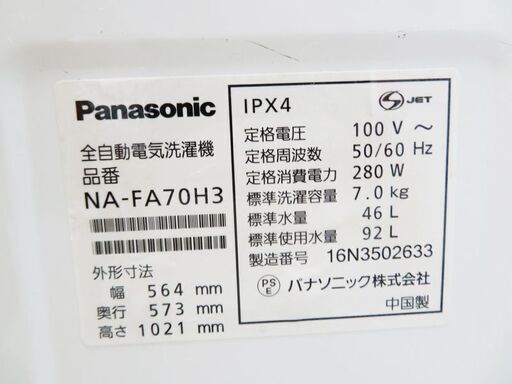 Panasonic
全自動電気洗濯機
品番
NA-FA70H3
外形寸法
幅 564 mm
奥行 573 mm
高さ 1021 mm
IPX4
S JET
定格電圧 100 V ～
定格周波数 50/60 Hz
定格消費電力 280 W
標準洗濯容量 7.0 kg
標準水量 46 L
標準使用水量 92 L
製造番号 16N3502633
PS E パナソニック株式会社
中国製